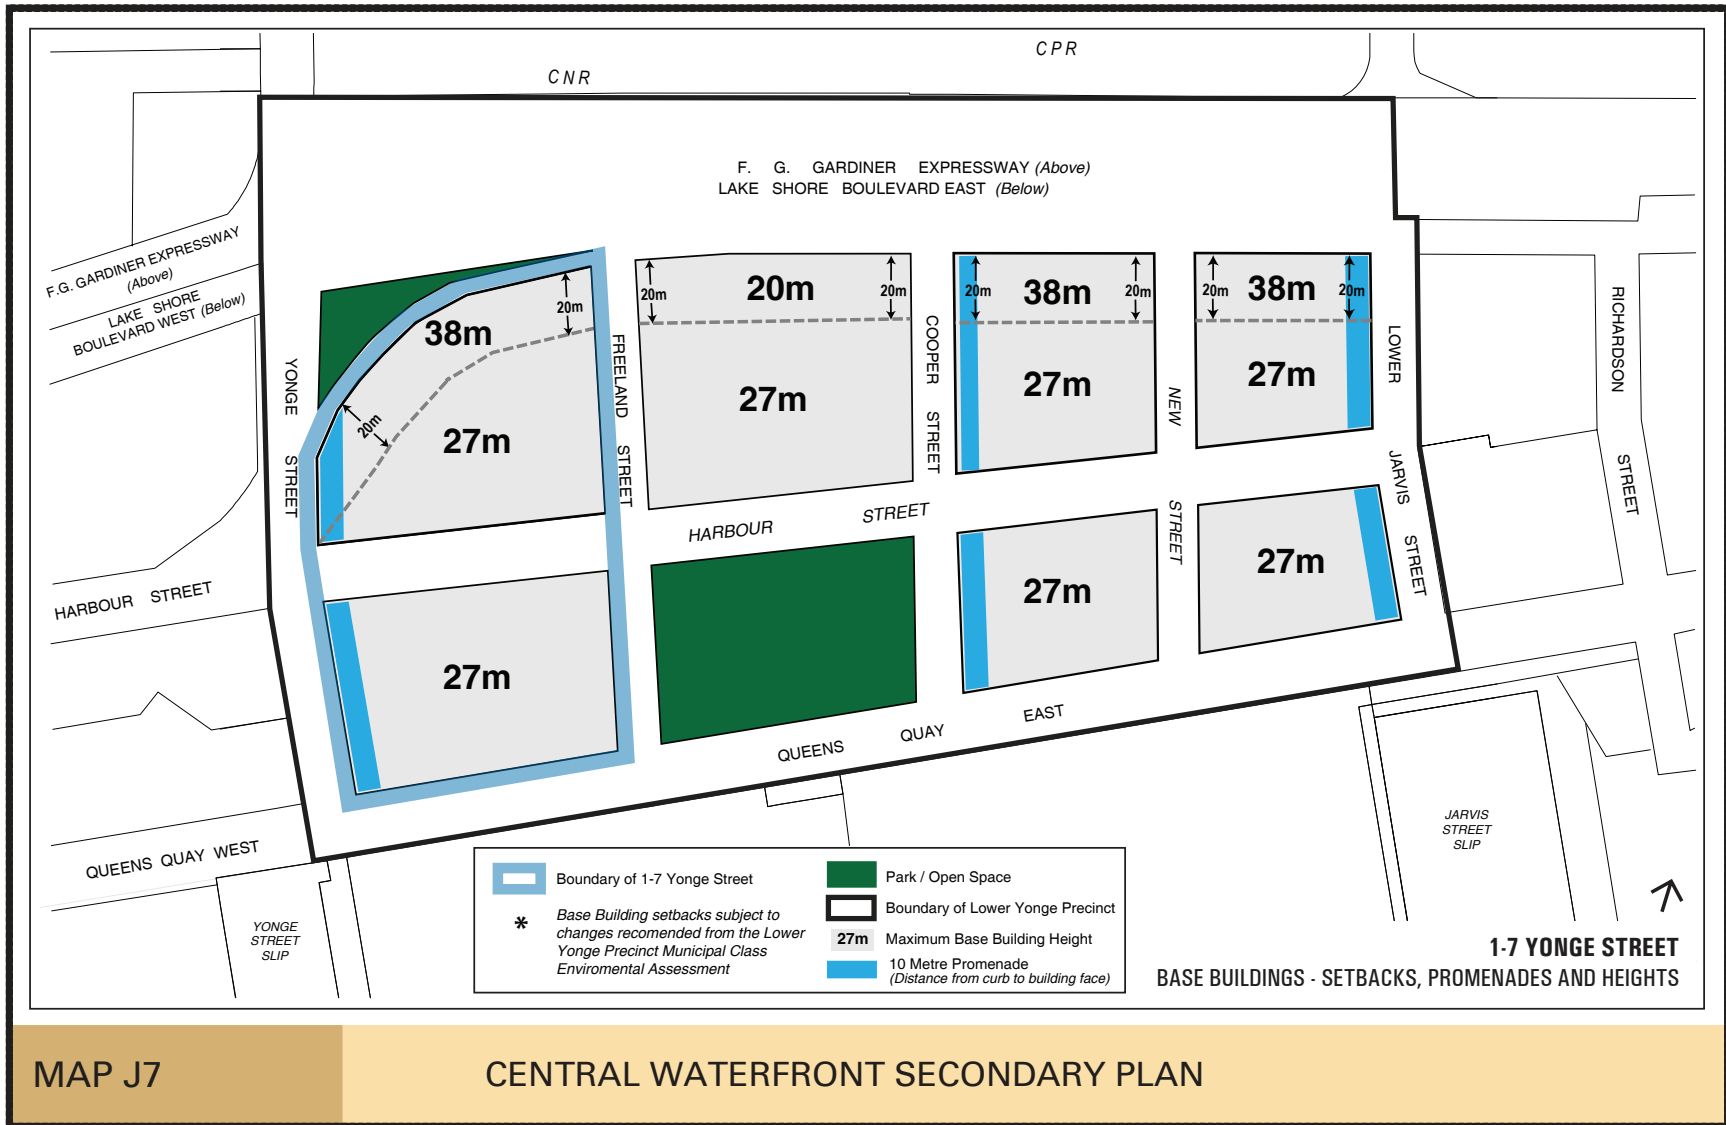 CPR
CNR
F. G. GARDINER EXPRESSWAY (Above)
LAKE SHORE BOULEVARD EAST (Below)
F.G. GARDINER EXPRESSWAY
(Above)
LAKE SHORE
BOULEVARD WEST (Below)
YONGE STREET
38m
20m
20m
27m
FREELAND STREET
20m
20m
20m
27m
COOPER STREET
20m
38m
20m
27m
NEW STREET
20m
38m
20m
27m
LOWER JARVIS STREET
RICHARDSON STREET
HARBOUR STREET
HARBOUR STREET
27m
27m
27m
QUEENS QUAY EAST
QUEENS QUAY WEST
YONGE
STREET
SLIP
JARVIS
STREET
SLIP
Boundary of 1-7 Yonge Street
* Base Building setbacks subject to
changes recomended from the Lower
Yonge Precinct Municipal Class
Enviromental Assessment
Park / Open Space
Boundary of Lower Yonge Precinct
27m Maximum Base Building Height
10 Metre Promenade
(Distance from curb to building face)
1-7 YONGE STREET
BASE BUILDINGS - SETBACKS, PROMENADES AND HEIGHTS
MAP J7
CENTRAL WATERFRONT SECONDARY PLAN